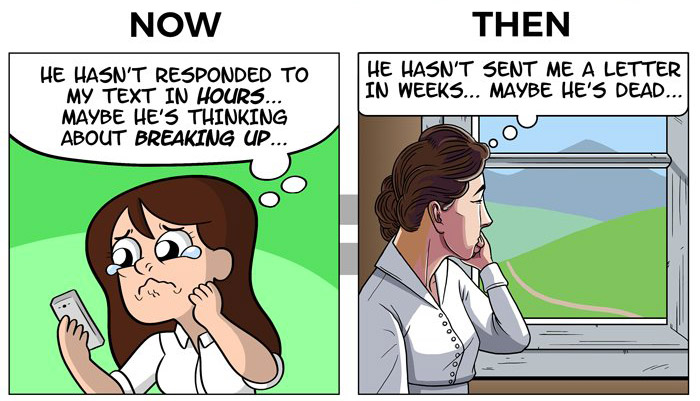 NOW
HE HASN'T RESPONDED TO
MY TEXT IN HOURS...
MAYBE HE'S THINKING
ABOUT BREAKING UP...
THEN
HE HASN'T SENT ME A LETTER
IN WEEKS... MAYBE HE'S DEAD...